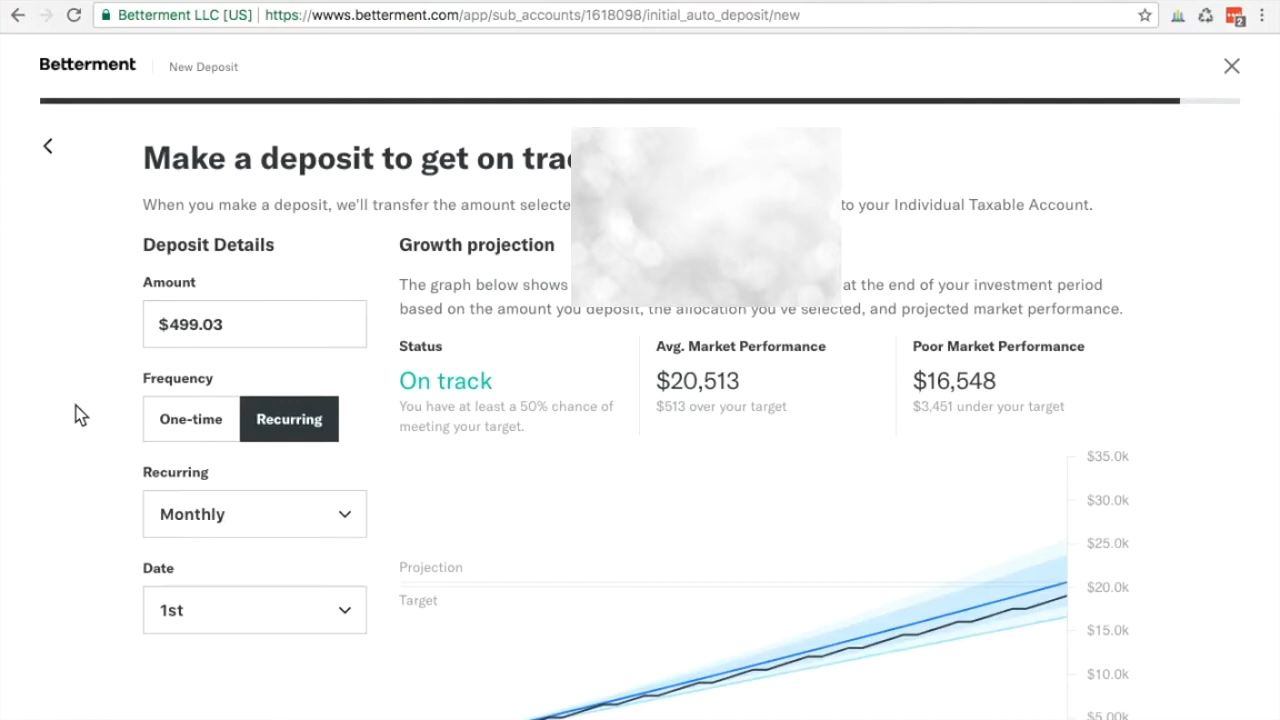 Betterment LLC [US] | https://wwws.betterment.com/app/sub_accounts/1618098/initial_auto_deposit/new
2
Betterment New Deposit
Make a deposit to get on
When you make a deposit, we'll transfer the amount to your Individual Taxable Account.
Deposit Details
Growth projection
Amount
The graph below shows at the end of your investment period
based on the amount you deposit, the allocation you've selected, and projected market performance.
$499.03
Status
Avg. Market Performance
Poor Market Performance
On track
$20,513
$16,548
You have at least a 50% chance of
meeting your target.
$513 over your target
$3,451 under your target
Frequency
One-time Recurring
Recurring
Monthly
Date
1st
Projection
Target
$35.0k
$30.0k
$25.0k
$20.0k
$15.0k
$10.0k
$5.00k